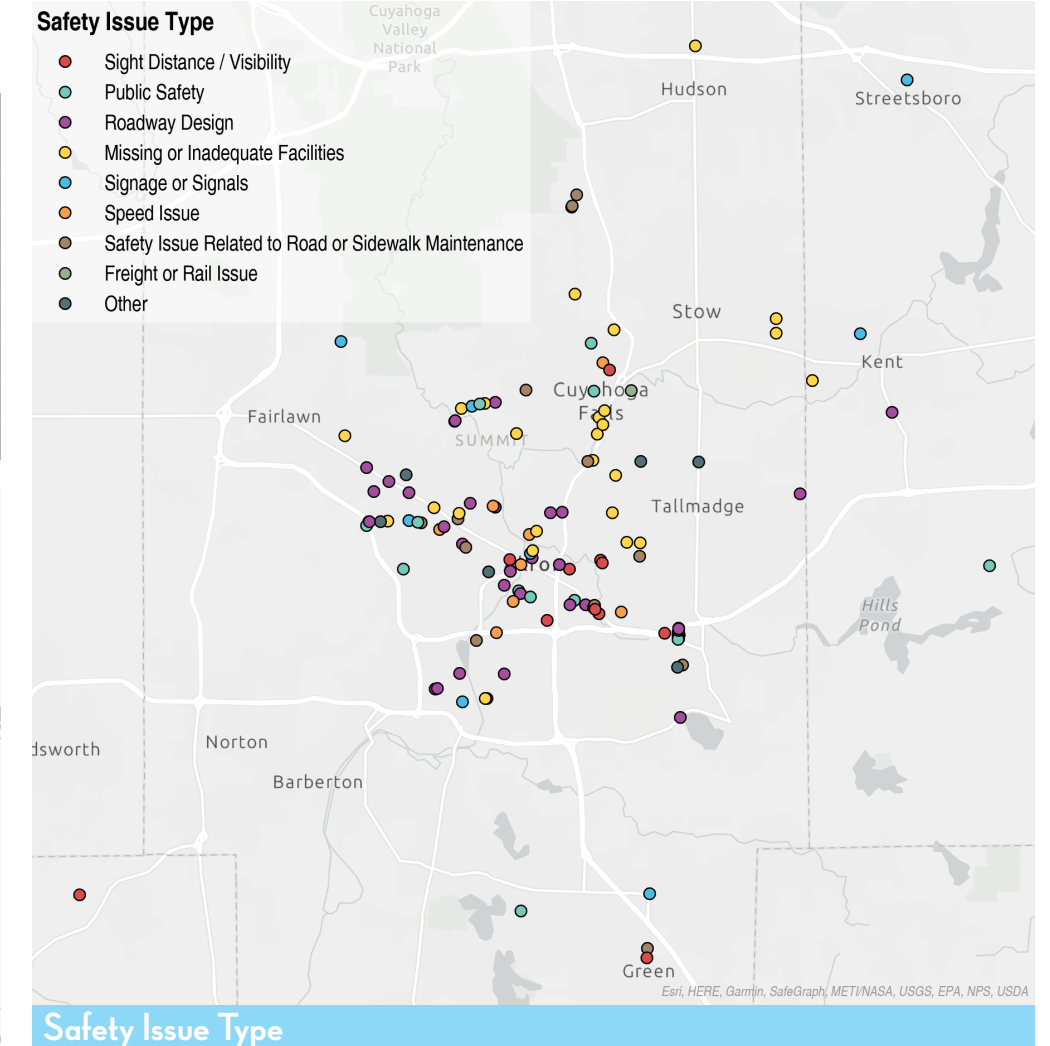 Safety Issue Type
Sight Distance / Visibility
Public Safety
Roadway Design
Missing or Inadequate Facilities
Signage or Signals
Speed Issue
Safety Issue Related to Road or Sidewalk Maintenance
Freight or Rail Issue
Other
Cuyahoga
Valley
National
Park
Hudson
Streetsboro
Stow
Kent
Cuyahoga
Falls
Fairlawn
SUMMIT
Tallmadge
Hills
Pond
Norton
dsworth
Barberton
Green
Esri, HERE, Garmin, SafeGraph, METI/NASA, USGS, EPA, NPS, USDA
Safety Issue Type